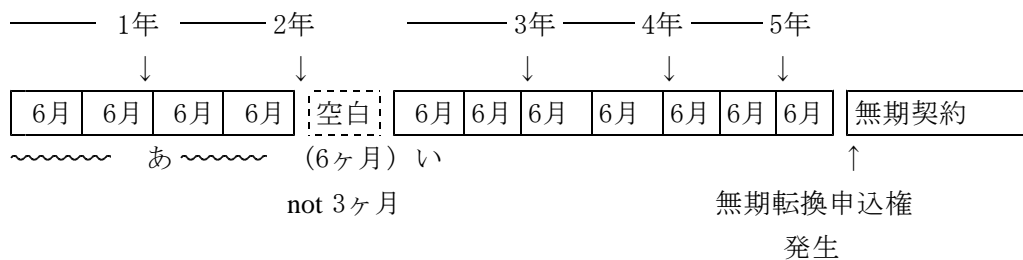 1年 2年 3年 4年 5年
↓ ↓ ↓ ↓ ↓
6月 6月 6月 6月 空白 6月 6月 6月 6月 6月 6月 6月 無期契約
あ (6ヶ月) い ↑
not 3ヶ月 無期転換申込権
発生